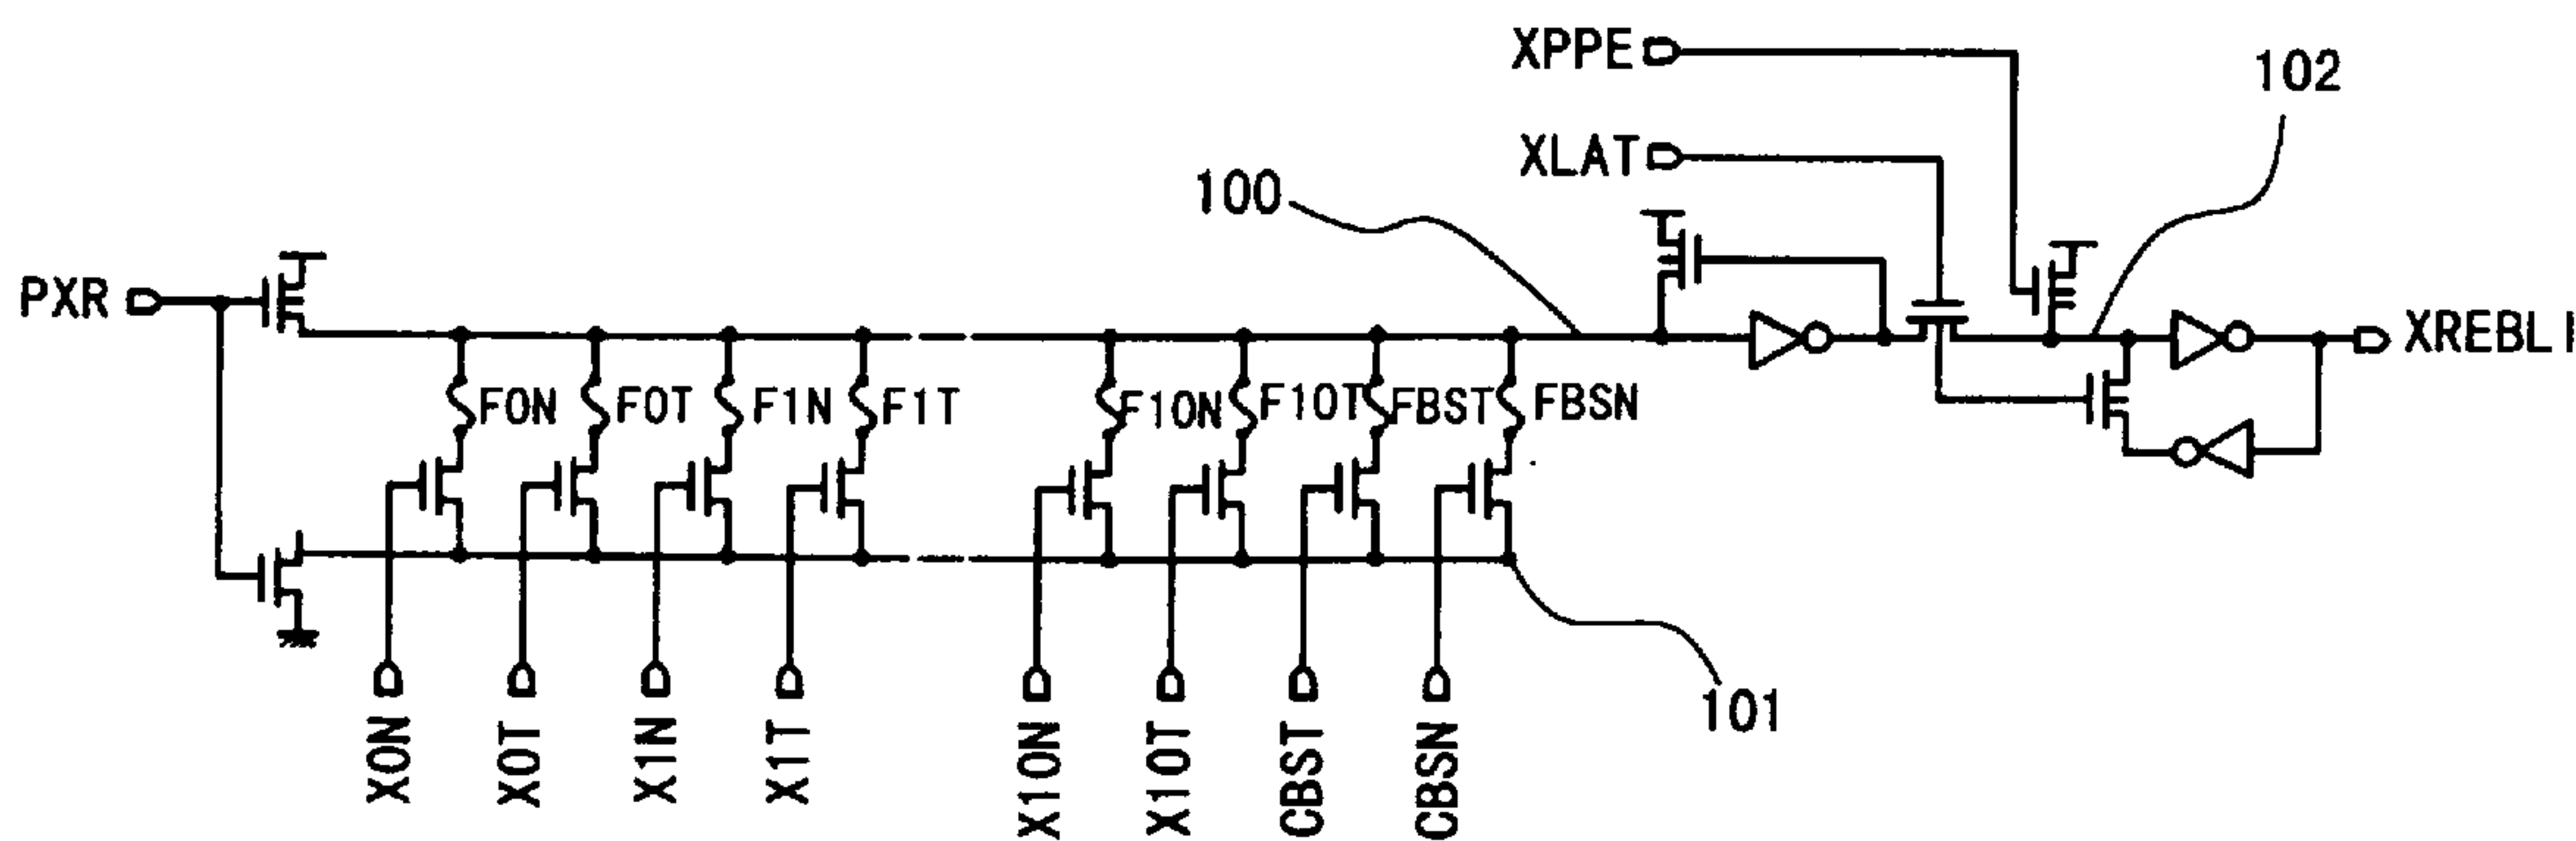 XPPE
102
XLAT
100
PXR
XREBLI
F0N F0T F1N F1T F10N F10T FBST FBSN
101
X0N
X0T
X1N
X1T
X10N
X10T
CBST
CBSN